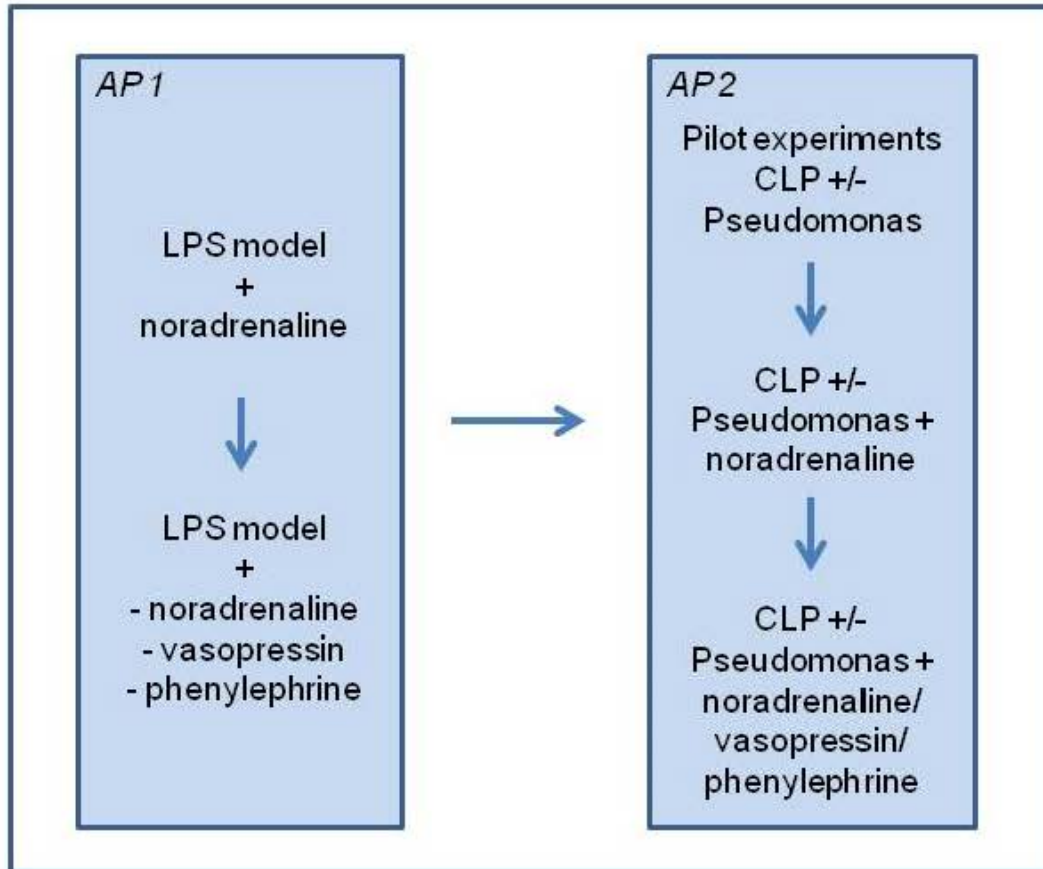 AP1
LPS model
+
noradrenaline
LPS model
+
- noradrenaline
- vasopressin
- phenylephrine
AP2
Pilot experiments
CLP +/-
Pseudomonas
CLP +/-
Pseudomonas +
noradrenaline
CLP +/-
Pseudomonas +
noradrenaline/
vasopressin/
phenylephrine